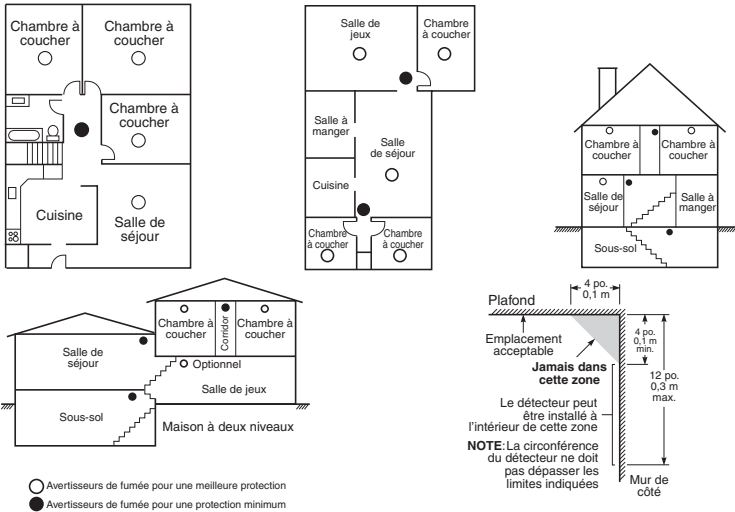 Chambre à
coucher
Chambre à
coucher
Chambre à
coucher
Cuisine
Salle de
séjour
Salle de
jeux
Chambre
à coucher
Salle à
manger
Salle
de séjour
Cuisine
Chambre
à coucher
Chambre
à coucher
Chambre à
coucher
Chambre à
coucher
Salle de
séjour
Salle à
manger
Sous-sol
Salle de
séjour
Sous-sol
Chambre à
coucher
Corridor
Chambre à
coucher
Optionnel
Salle de jeux
Maison à deux niveaux
4 po.
0,1 m
Plafond
Emplacement
acceptable
4 po.
0,1 m
min.
Jamais dans
cette zone
12 po.
0,3 m
max.
Le détecteur peut
être installé à
l'intérieur de cette zone
NOTE: La circonférence
du détecteur ne doit
pas dépasser les
limites indiquées
Mur de
côté
Avertisseurs de fumée pour une meilleure protection
Avertisseurs de fumée pour une protection minimum